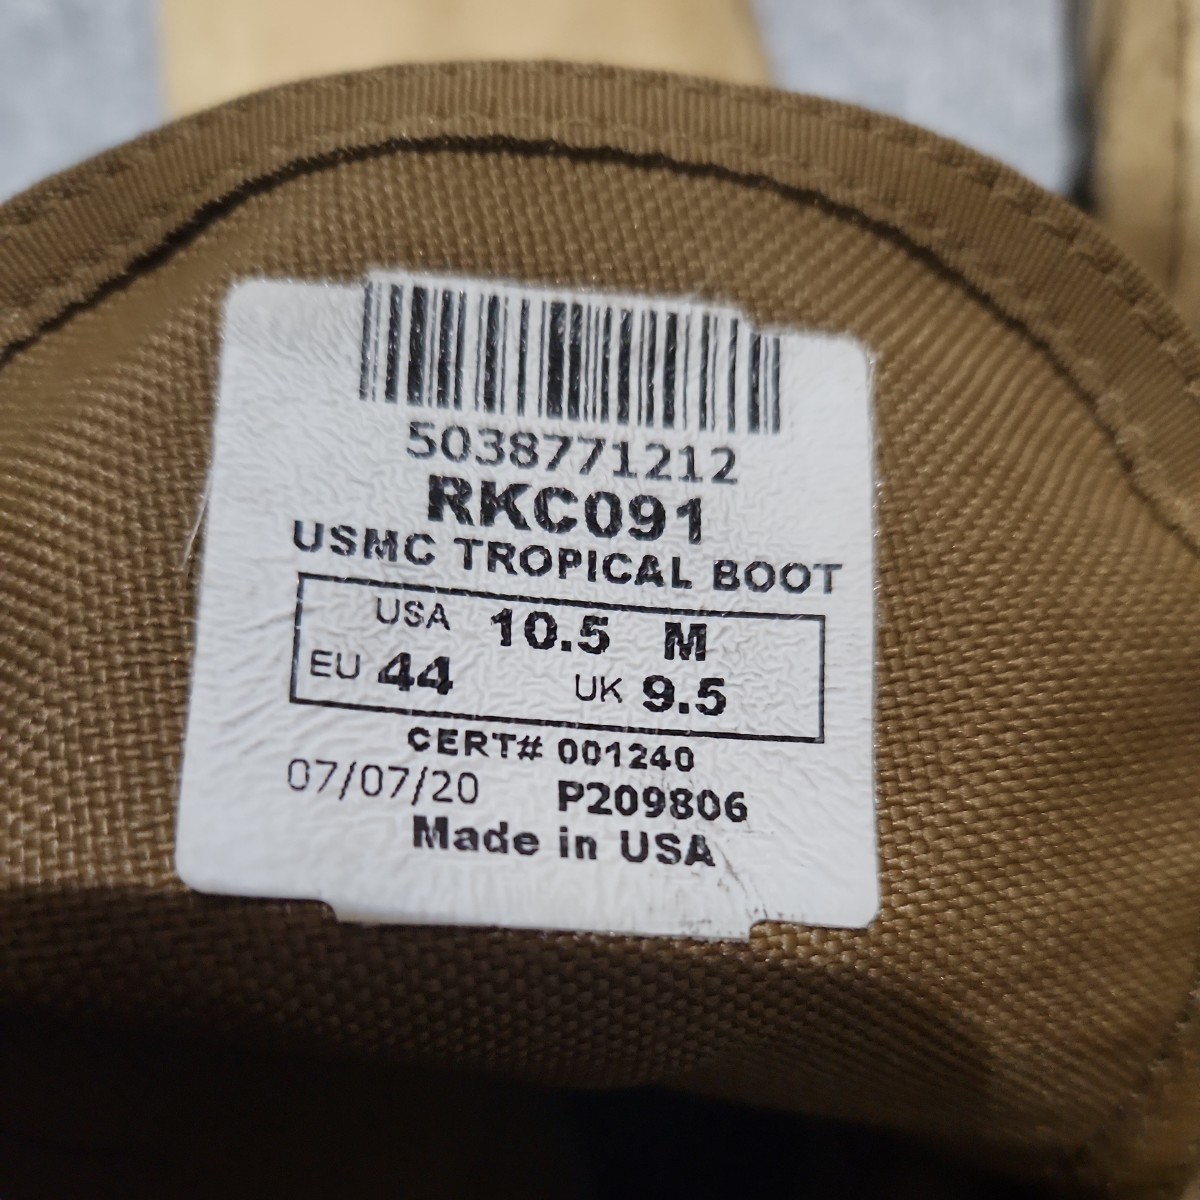 5038771212
RKC091
USMC TROPICAL BOOT
USA 10.5 M
EU 44 UK 9.5
CERT# 001240
07/07/20 P209806
Made in USA